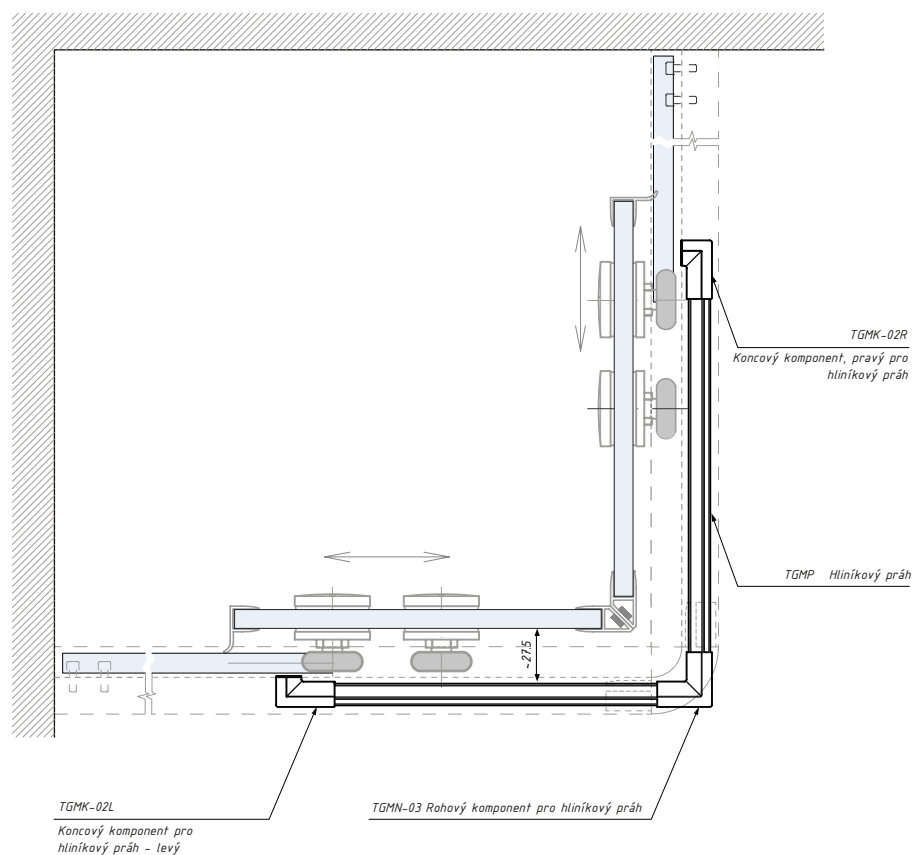 TGMK-02R
Koncový komponent, pravý pro
hliníkový práh
TGMP Hliníkový práh
~27.5
TGMK-02L
Koncový komponent pro
hliníkový práh - levý
TGMN-03 Rohový komponent pro hliníkový práh